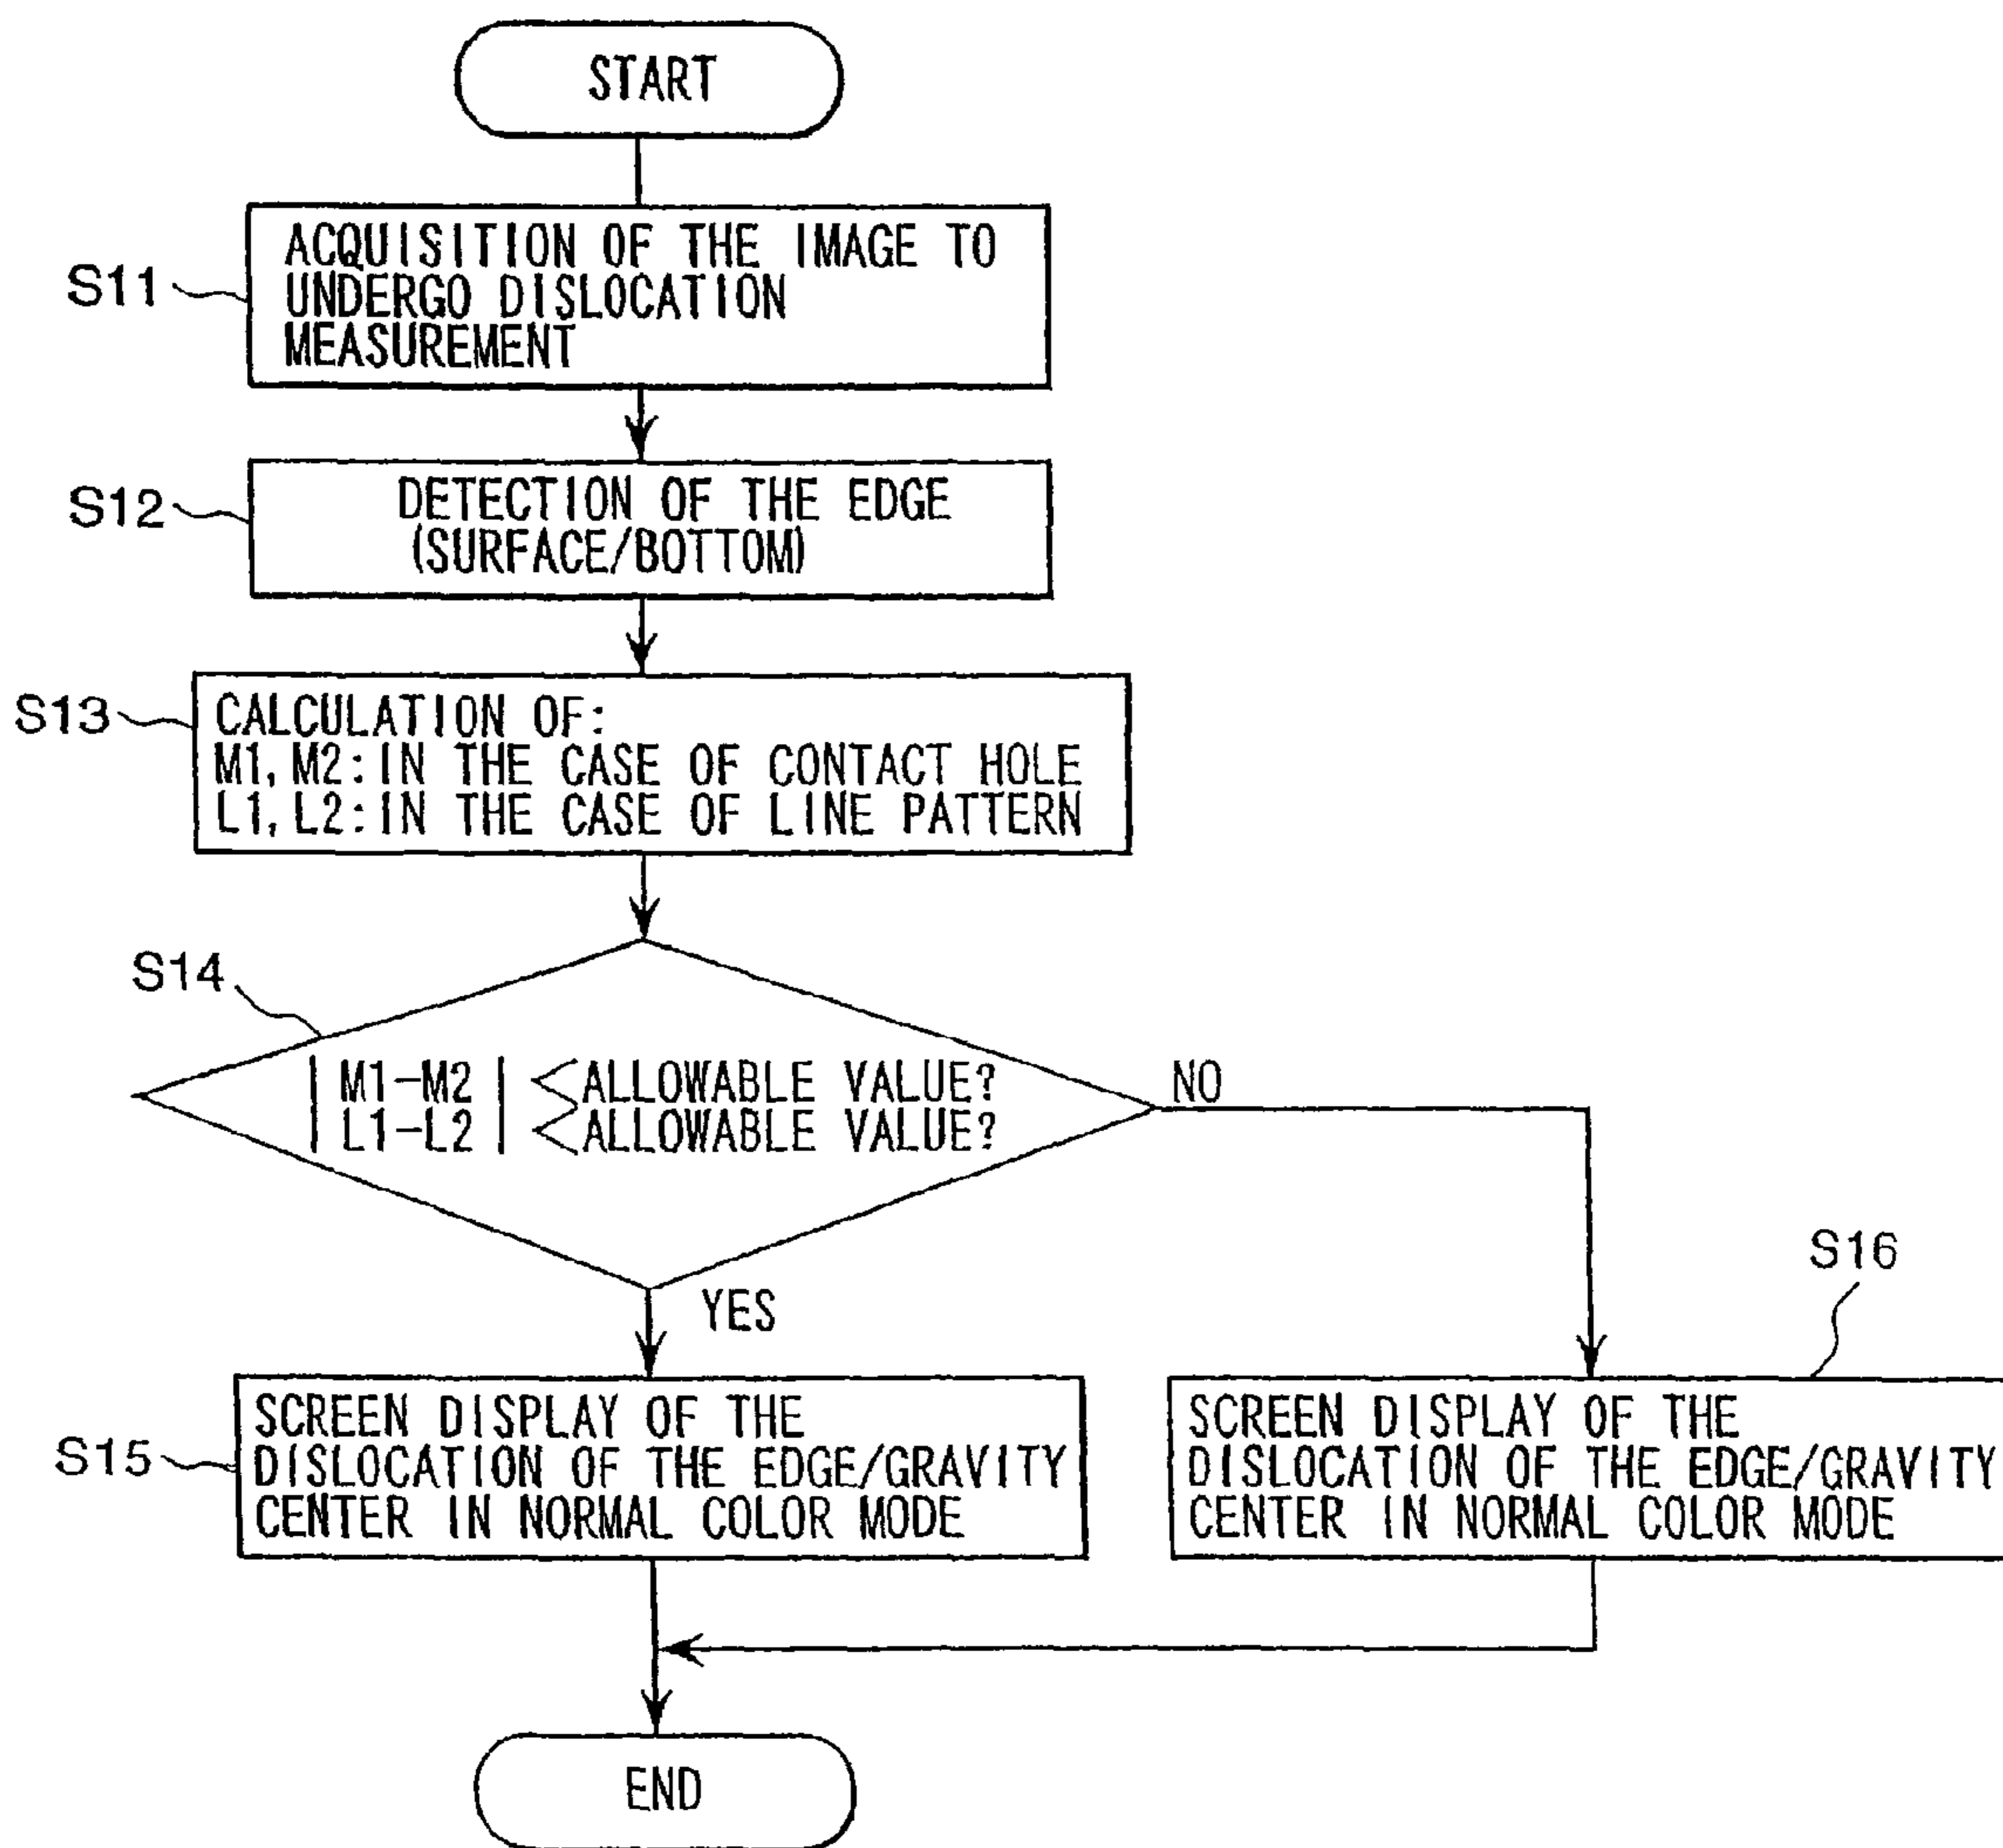 START
S11
ACQUISITION OF THE IMAGE TO
UNDERGO DISLOCATION
MEASUREMENT
S12
DETECTION OF THE EDGE
(SURFACE/BOTTOM)
S13
CALCULATION OF:
M1, M2:IN THE CASE OF CONTACT HOLE
L1, L2:IN THE CASE OF LINE PATTERN
S14
| M1-M2 | <ALLOWABLE VALUE?
| L1-L2 | <ALLOWABLE VALUE?
NO
YES
S15
SCREEN DISPLAY OF THE
DISLOCATION OF THE EDGE/GRAVITY
CENTER IN NORMAL COLOR MODE
S16
SCREEN DISPLAY OF THE
DISLOCATION OF THE EDGE/GRAVITY
CENTER IN NORMAL COLOR MODE
END